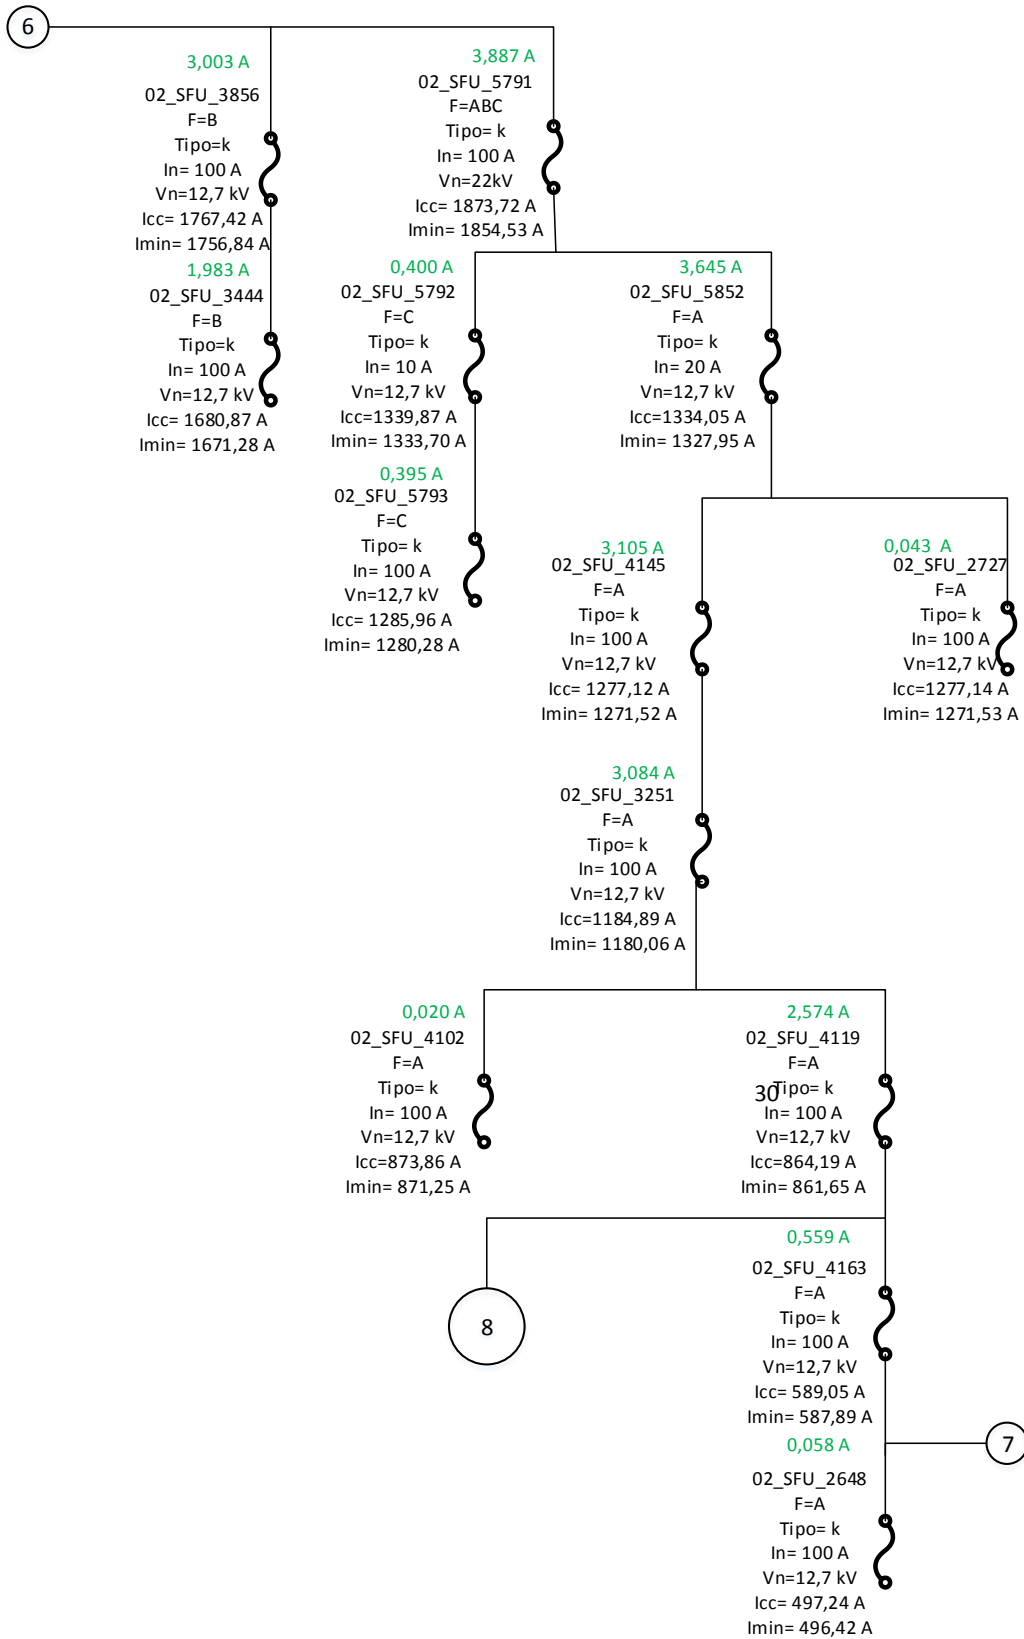 6
3,003 A
02_SFU_3856
F=B
Tipo=k
In= 100 A
Vn=12,7 kV
Icc= 1767,42 A
Imin= 1756,84 A
3,887 A
02_SFU_5791
F=ABC
Tipo= k
In= 100 A
Vn=22kV
Icc= 1873,72 A
Imin= 1854,53 A
1,983 A
02_SFU_3444
F=B
Tipo=k
In= 100 A
Vn=12,7 kV
Icc= 1680,87 A
Imin= 1671,28 A
0,400 A
02_SFU_5792
F=C
Tipo= k
In= 10 A
Vn=12,7 kV
Icc=1339,87 A
Imin= 1333,70 A
3,645 A
02_SFU_5852
F=A
Tipo= k
In= 20 A
Vn=12,7 kV
Icc=1334,05 A
Imin= 1327,95 A
0,395 A
02_SFU_5793
F=C
Tipo= k
In= 100 A
Vn=12,7 kV
Icc= 1285,96 A
Imin= 1280,28 A
3,105 A
02_SFU_4145
F=A
Tipo= k
In= 100 A
Vn=12,7 kV
Icc= 1277,12 A
Imin= 1271,52 A
0,043 A
02_SFU_2727
F=A
Tipo= k
In= 100 A
Vn=12,7 kV
Icc=1277,14 A
Imin= 1271,53 A
3,084 A
02_SFU_3251
F=A
Tipo= k
In= 100 A
Vn=12,7 kV
Icc=1184,89 A
Imin= 1180,06 A
0,020 A
02_SFU_4102
F=A
Tipo= k
In= 100 A
Vn=12,7 kV
Icc=873,86 A
Imin= 871,25 A
2,574 A
02_SFU_4119
F=A
Tipo= k
30
In= 100 A
Vn=12,7 kV
Icc=864,19 A
Imin= 861,65 A
8
0,559 A
02_SFU_4163
F=A
Tipo= k
In= 100 A
Vn=12,7 kV
Icc= 589,05 A
Imin= 587,89 A
7
0,058 A
02_SFU_2648
F=A
Tipo= k
In= 100 A
Vn=12,7 kV
Icc= 497,24 A
Imin= 496,42 A